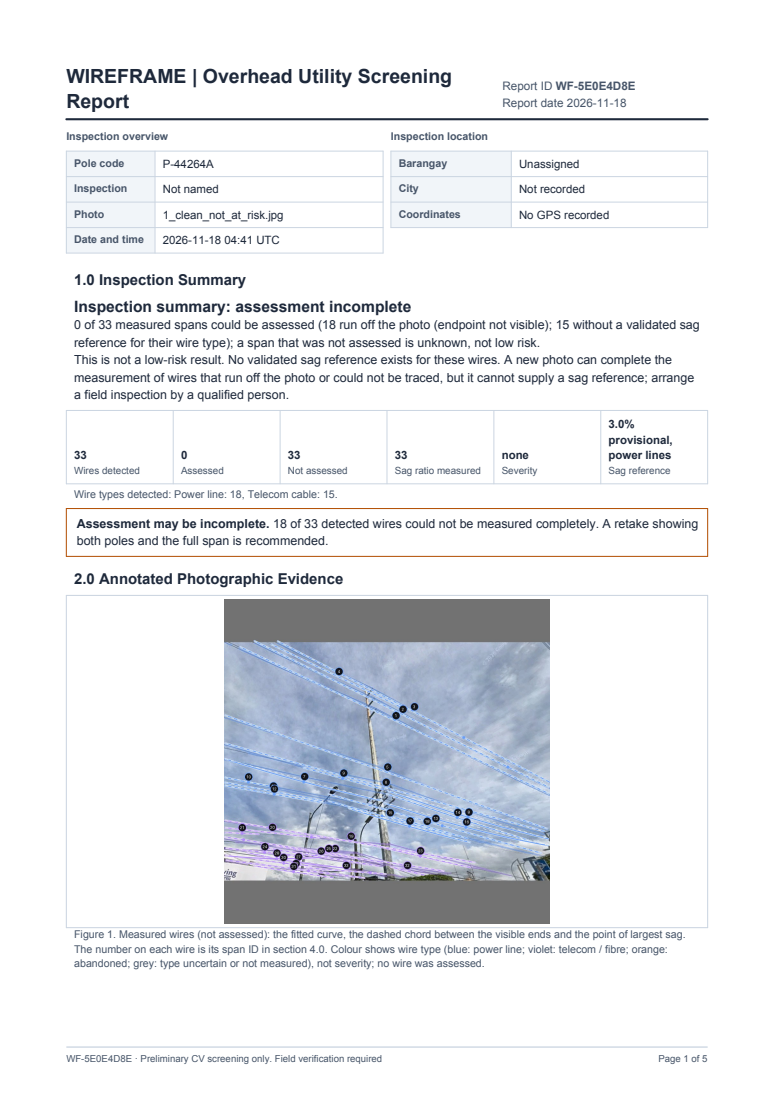 WIREFRAME | Overhead Utility Screening
Report
Report ID WF-5E0E4D8E
Report date 2026-11-18
Inspection overview
Pole code P-44264A
Inspection Not named
Photo 1_clean_not_at_risk.jpg
Date and time 2026-11-18 04:41 UTC
Inspection location
Barangay Unassigned
City Not recorded
Coordinates No GPS recorded
1.0 Inspection Summary
Inspection summary: assessment incomplete
0 of 33 measured spans could be assessed (18 run off the photo (endpoint not visible); 15 without a validated sag
reference for their wire type); a span that was not assessed is unknown, not low risk.
This is not a low-risk result. No validated sag reference exists for these wires. A new photo can complete the
measurement of wires that run off the photo or could not be traced, but it cannot supply a sag reference; arrange
a field inspection by a qualified person.
33
Wires detected
0
Assessed
33
Not assessed
33
Sag ratio measured
none
Severity
3.0%
provisional,
power lines
Sag reference
Wire types detected: Power line: 18, Telecom cable: 15.
Assessment may be incomplete. 18 of 33 detected wires could not be measured completely. A retake showing
both poles and the full span is recommended.
2.0 Annotated Photographic Evidence
Figure 1. Measured wires (not assessed): the fitted curve, the dashed chord between the visible ends and the point of largest sag.
The number on each wire is its span ID in section 4.0. Colour shows wire type (blue: power line; violet: telecom / fibre; orange:
abandoned; grey: type uncertain or not measured), not severity; no wire was assessed.
WF-5E0E4D8E · Preliminary CV screening only. Field verification required
Page 1 of 5